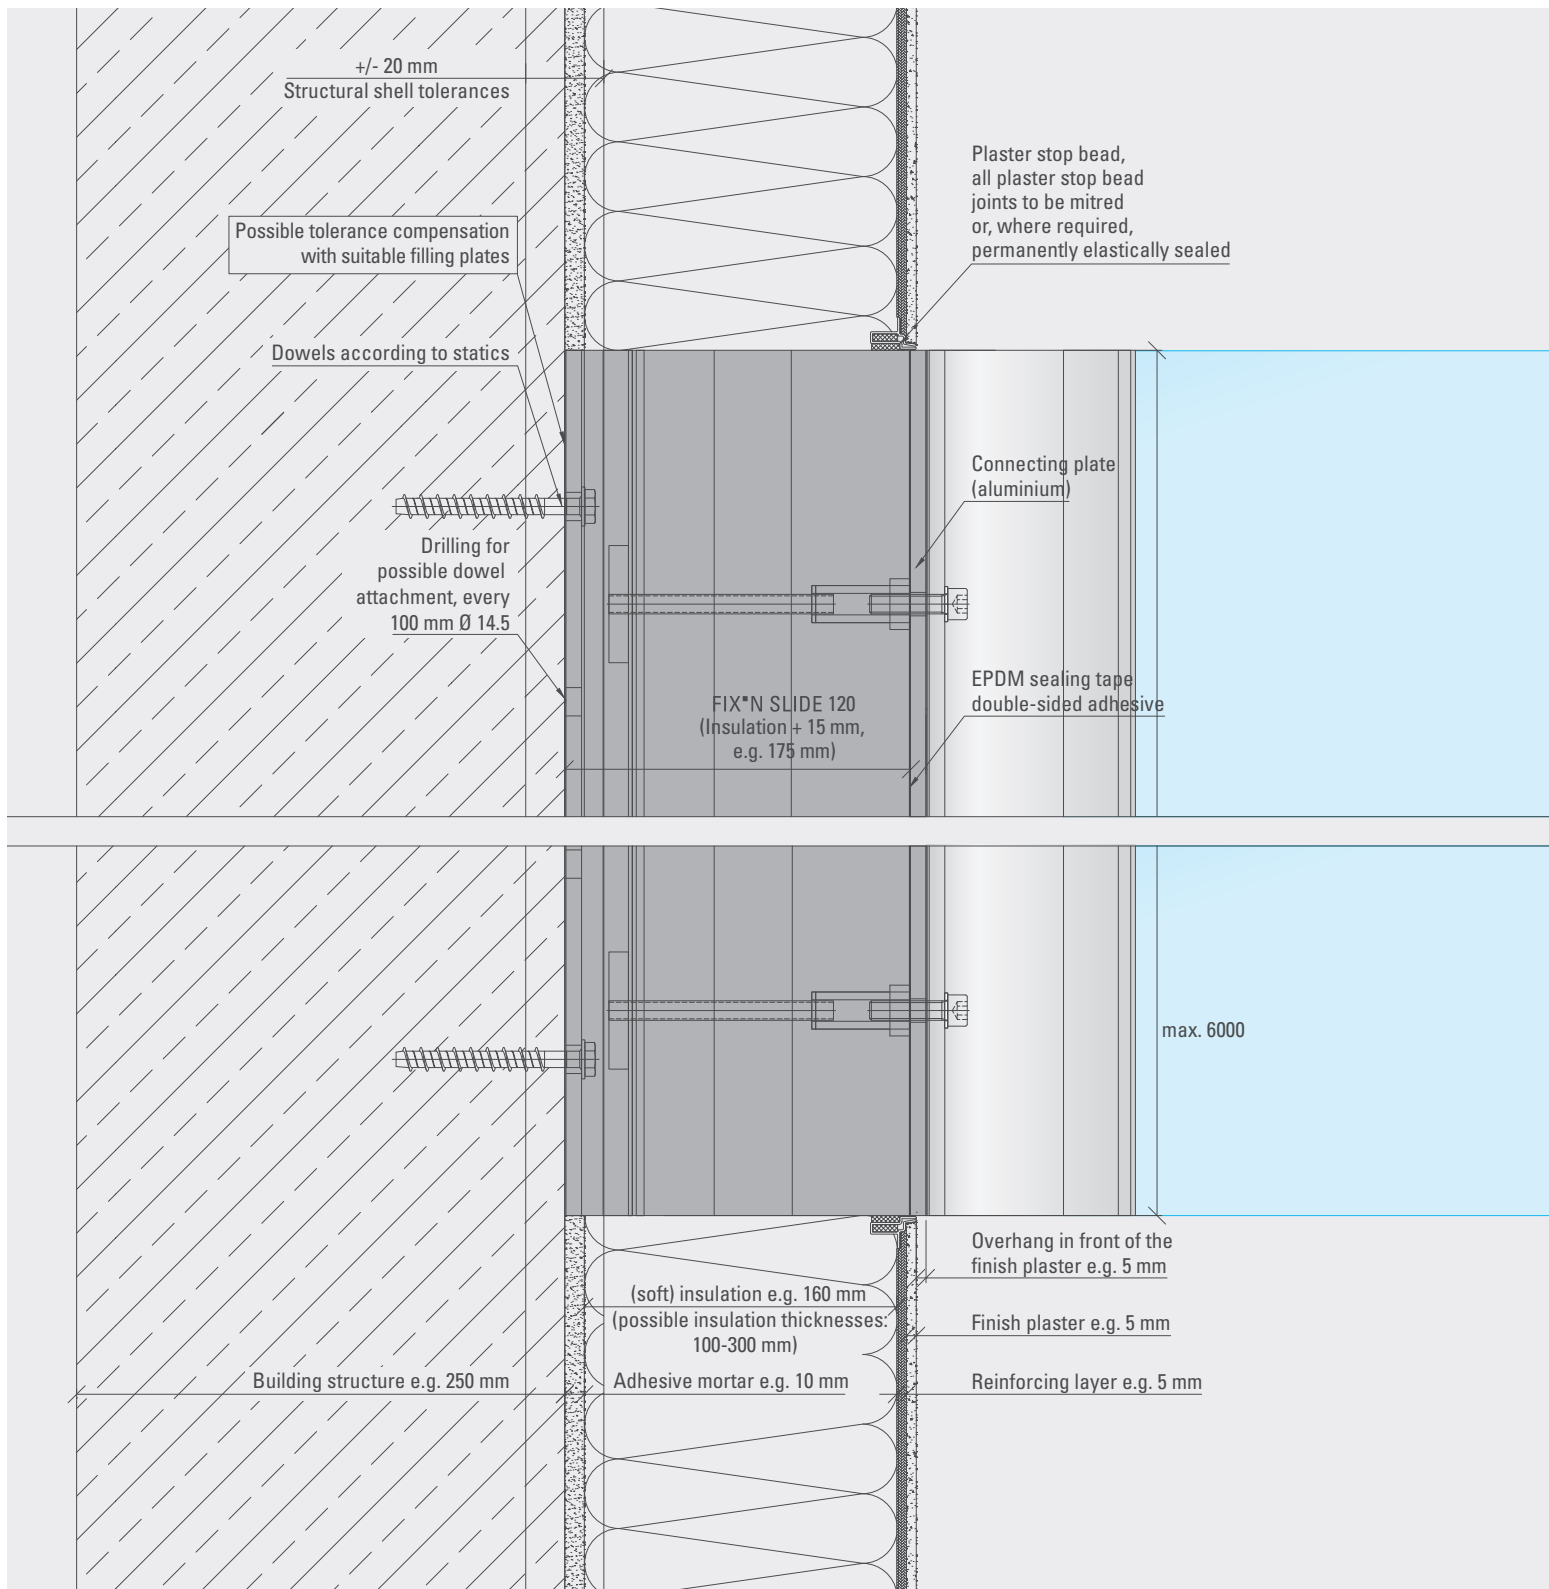 +/- 20 mm
Structural shell tolerances
Plaster stop bead,
all plaster stop bead
joints to be mitred
or, where required,
permanently elastically sealed
Possible tolerance compensation
with suitable filling plates
Dowels according to statics
Connecting plate
(aluminium)
Drilling for
possible dowel
attachment, every
100 mm Ø 14.5
FIX▪N SLIDE 120
(Insulation + 15 mm,
e.g. 175 mm)
EPDM sealing tape
double-sided adhesive
max. 6000
Overhang in front of the
finish plaster e.g. 5 mm
(soft) insulation e.g. 160 mm
(possible insulation thicknesses:
100-300 mm)
Finish plaster e.g. 5 mm
Building structure e.g. 250 mm
Adhesive mortar e.g. 10 mm
Reinforcing layer e.g. 5 mm